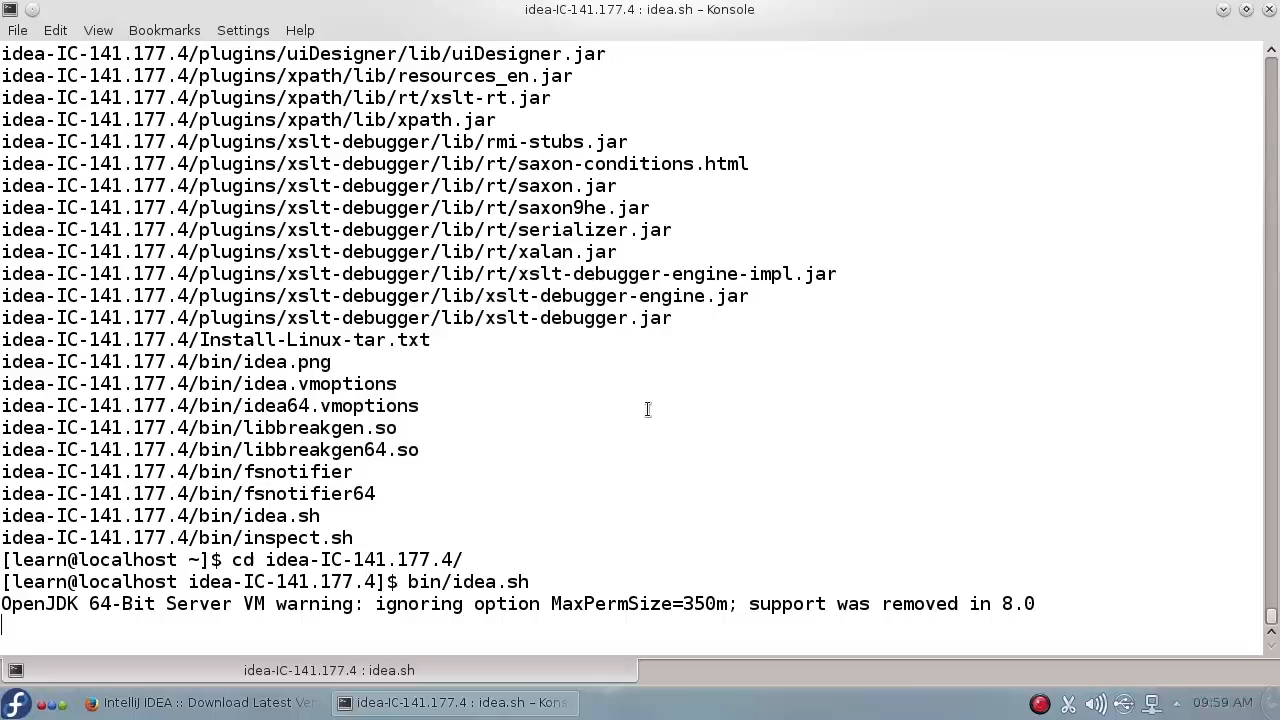 idea-IC-141.177.4 : idea.sh – Konsole
File Edit View Bookmarks Settings Help
idea-IC-141.177.4/plugins/uiDesigner/lib/uiDesigner.jar
idea-IC-141.177.4/plugins/xpath/lib/resources_en.jar
idea-IC-141.177.4/plugins/xpath/lib/rt/xslt-rt.jar
idea-IC-141.177.4/plugins/xpath/lib/xpath.jar
idea-IC-141.177.4/plugins/xslt-debugger/lib/rmi-stubs.jar
idea-IC-141.177.4/plugins/xslt-debugger/lib/rt/saxon-conditions.html
idea-IC-141.177.4/plugins/xslt-debugger/lib/rt/saxon.jar
idea-IC-141.177.4/plugins/xslt-debugger/lib/rt/saxon9he.jar
idea-IC-141.177.4/plugins/xslt-debugger/lib/rt/serializer.jar
idea-IC-141.177.4/plugins/xslt-debugger/lib/rt/xalan.jar
idea-IC-141.177.4/plugins/xslt-debugger/lib/rt/xslt-debugger-engine-impl.jar
idea-IC-141.177.4/plugins/xslt-debugger/lib/xslt-debugger-engine.jar
idea-IC-141.177.4/plugins/xslt-debugger/lib/xslt-debugger.jar
idea-IC-141.177.4/Install-Linux-tar.txt
idea-IC-141.177.4/bin/idea.png
idea-IC-141.177.4/bin/idea.vmoptions
idea-IC-141.177.4/bin/idea64.vmoptions
idea-IC-141.177.4/bin/libbreakgen.so
idea-IC-141.177.4/bin/libbreakgen64.so
idea-IC-141.177.4/bin/fsnotifier
idea-IC-141.177.4/bin/fsnotifier64
idea-IC-141.177.4/bin/idea.sh
idea-IC-141.177.4/bin/inspect.sh
[learn@localhost ~]$ cd idea-IC-141.177.4/
[learn@localhost idea-IC-141.177.4]$ bin/idea.sh
OpenJDK 64-Bit Server VM warning: ignoring option MaxPermSize=350m; support was removed in 8.0
idea-IC-141.177.4 : idea.sh
IntelliJ IDEA :: Download Latest Ver idea-IC-141.177.4 : idea.sh – Kons 09:59 AM